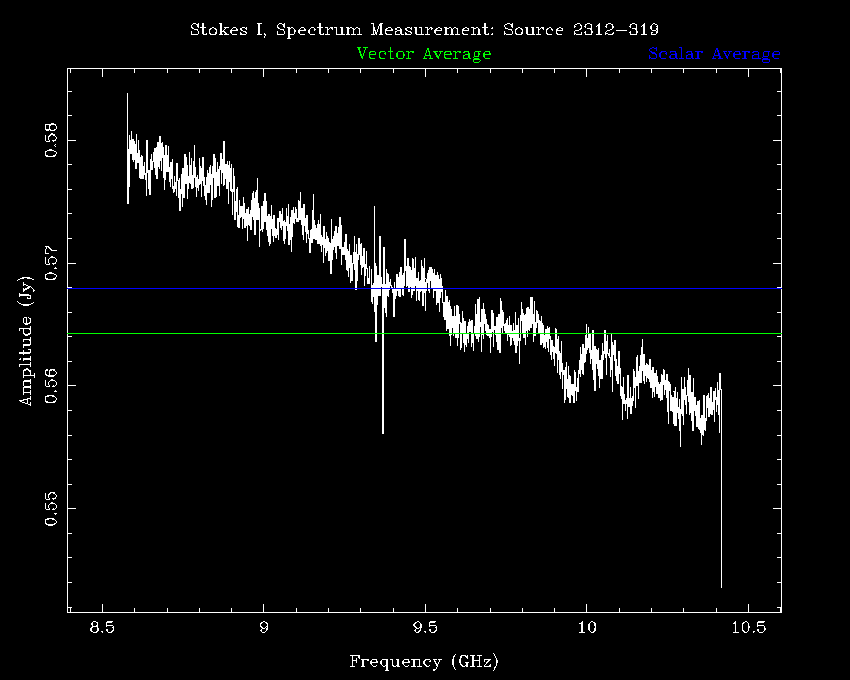 Stokes I, Spectrum Measurement: Source 2312−319
Vector Average Scalar Average
Amplitude (Jy)
0.58
0.57
0.56
0.55
8.5 9 9.5 10 10.5
Frequency (GHz)